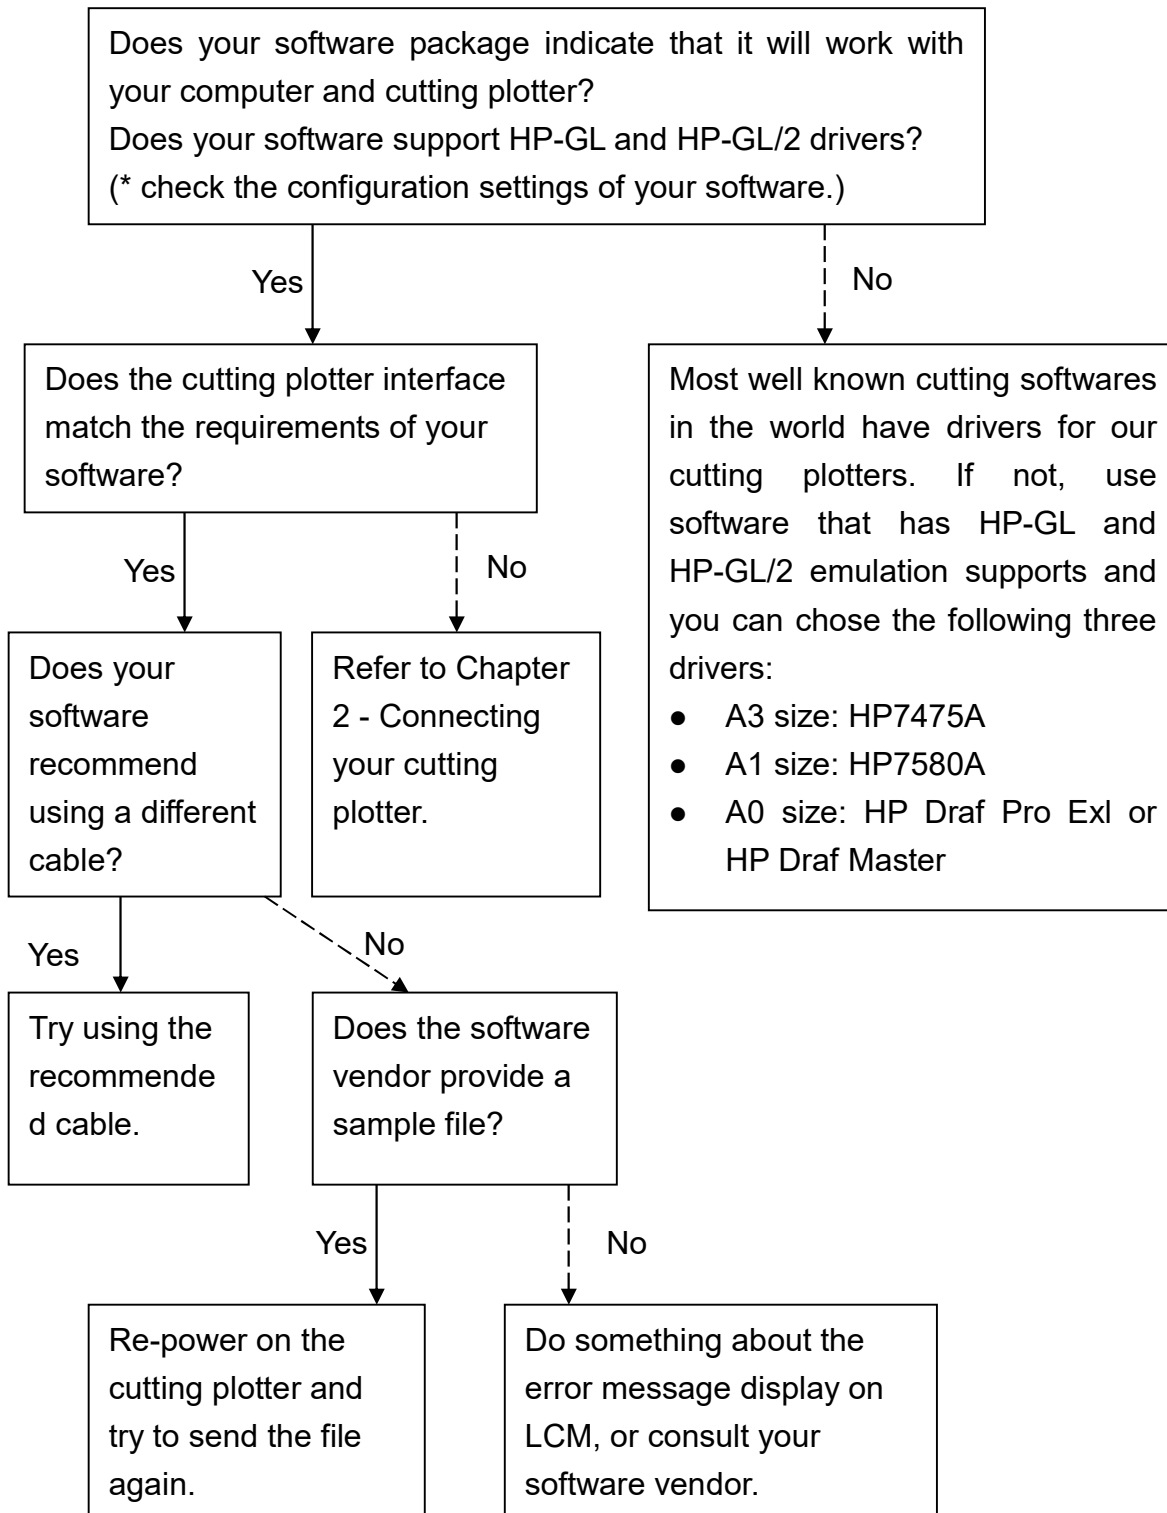 Does your software package indicate that it will work with
your computer and cutting plotter?
Does your software support HP-GL and HP-GL/2 drivers?
(* check the configuration settings of your software.)
Yes
No
Does the cutting plotter interface
match the requirements of your
software?
Most well known cutting softwares
in the world have drivers for our
cutting plotters. If not, use
software that has HP-GL and
HP-GL/2 emulation supports and
you can chose the following three
drivers:
● A3 size: HP7475A
● A1 size: HP7580A
● A0 size: HP Draf Pro Exl or
HP Draf Master
Yes
No
Does your
software
recommend
using a different
cable?
Refer to Chapter
2 - Connecting
your cutting
plotter.
Yes
No
Try using the
recommende
d cable.
Does the software
vendor provide a
sample file?
Yes
No
Re-power on the
cutting plotter and
try to send the file
again.
Do something about the
error message display on
LCM, or consult your
software vendor.